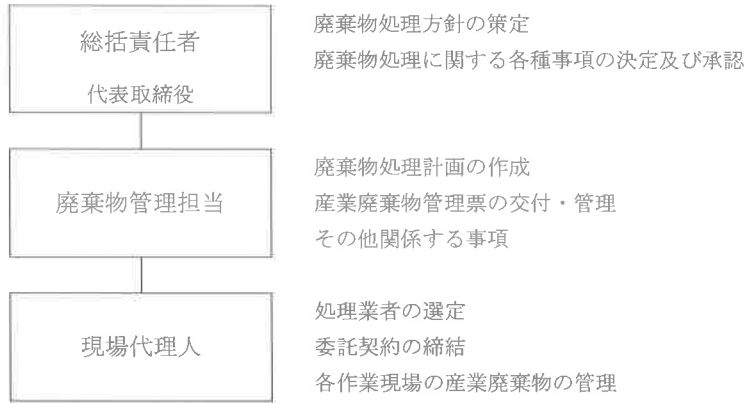 総括責任者
代表取締役
廃棄物処理方針の策定
廃棄物処理に関する各種事項の決定及び承認
廃棄物管理担当
廃棄物処理計画の作成
産業廃棄物管理票の交付・管理
その他関係する事項
現場代理人
処理業者の選定
委託契約の締結
各作業現場の産業廃棄物の管理